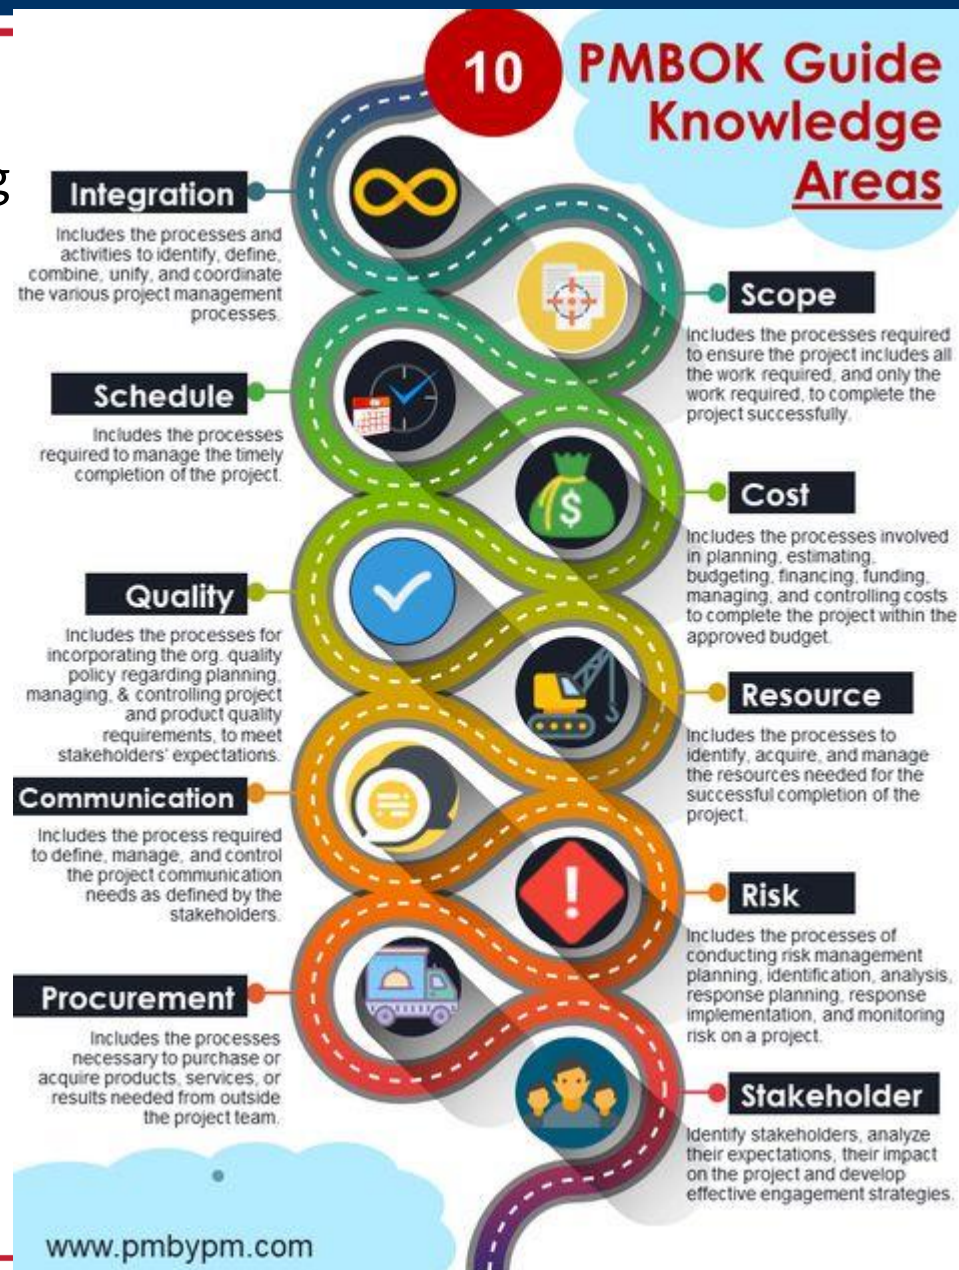 10
PMBOK Guide
Knowledge
Areas
g
Integration
Includes the processes and
activities to identify, define,
combine, unify, and coordinate
the various project management
processes.
Scope
Includes the processes required
to ensure the project includes all
the work required, and only the
work required, to complete the
project successfully.
Schedule
Includes the processes
required to manage the timely
completion of the project.
Cost
Includes the processes involved
in planning, estimating,
budgeting, financing, funding,
managing, and controlling costs
to complete the project within the
approved budget.
$
Quality
Includes the processes for
incorporating the org. quality
policy regarding planning,
managing, & controlling project
and product quality
requirements, to meet
stakeholders' expectations.
Resource
Includes the processes to
identify, acquire, and manage
the resources needed for the
successful completion of the
project.
Communication
Includes the process required
to define, manage, and control
the project communication
needs as defined by the
stakeholders.
Risk
Includes the processes of
conducting risk management
planning, identification, analysis,
response planning, response
implementation, and monitoring
risk on a project.
!
Procurement
Includes the processes
necessary to purchase or
acquire products, services, or
results needed from outside
the project team.
Stakeholder
Identify stakeholders, analyze
their expectations, their impact
on the project and develop
effective engagement strategies.
www.pmbypm.com